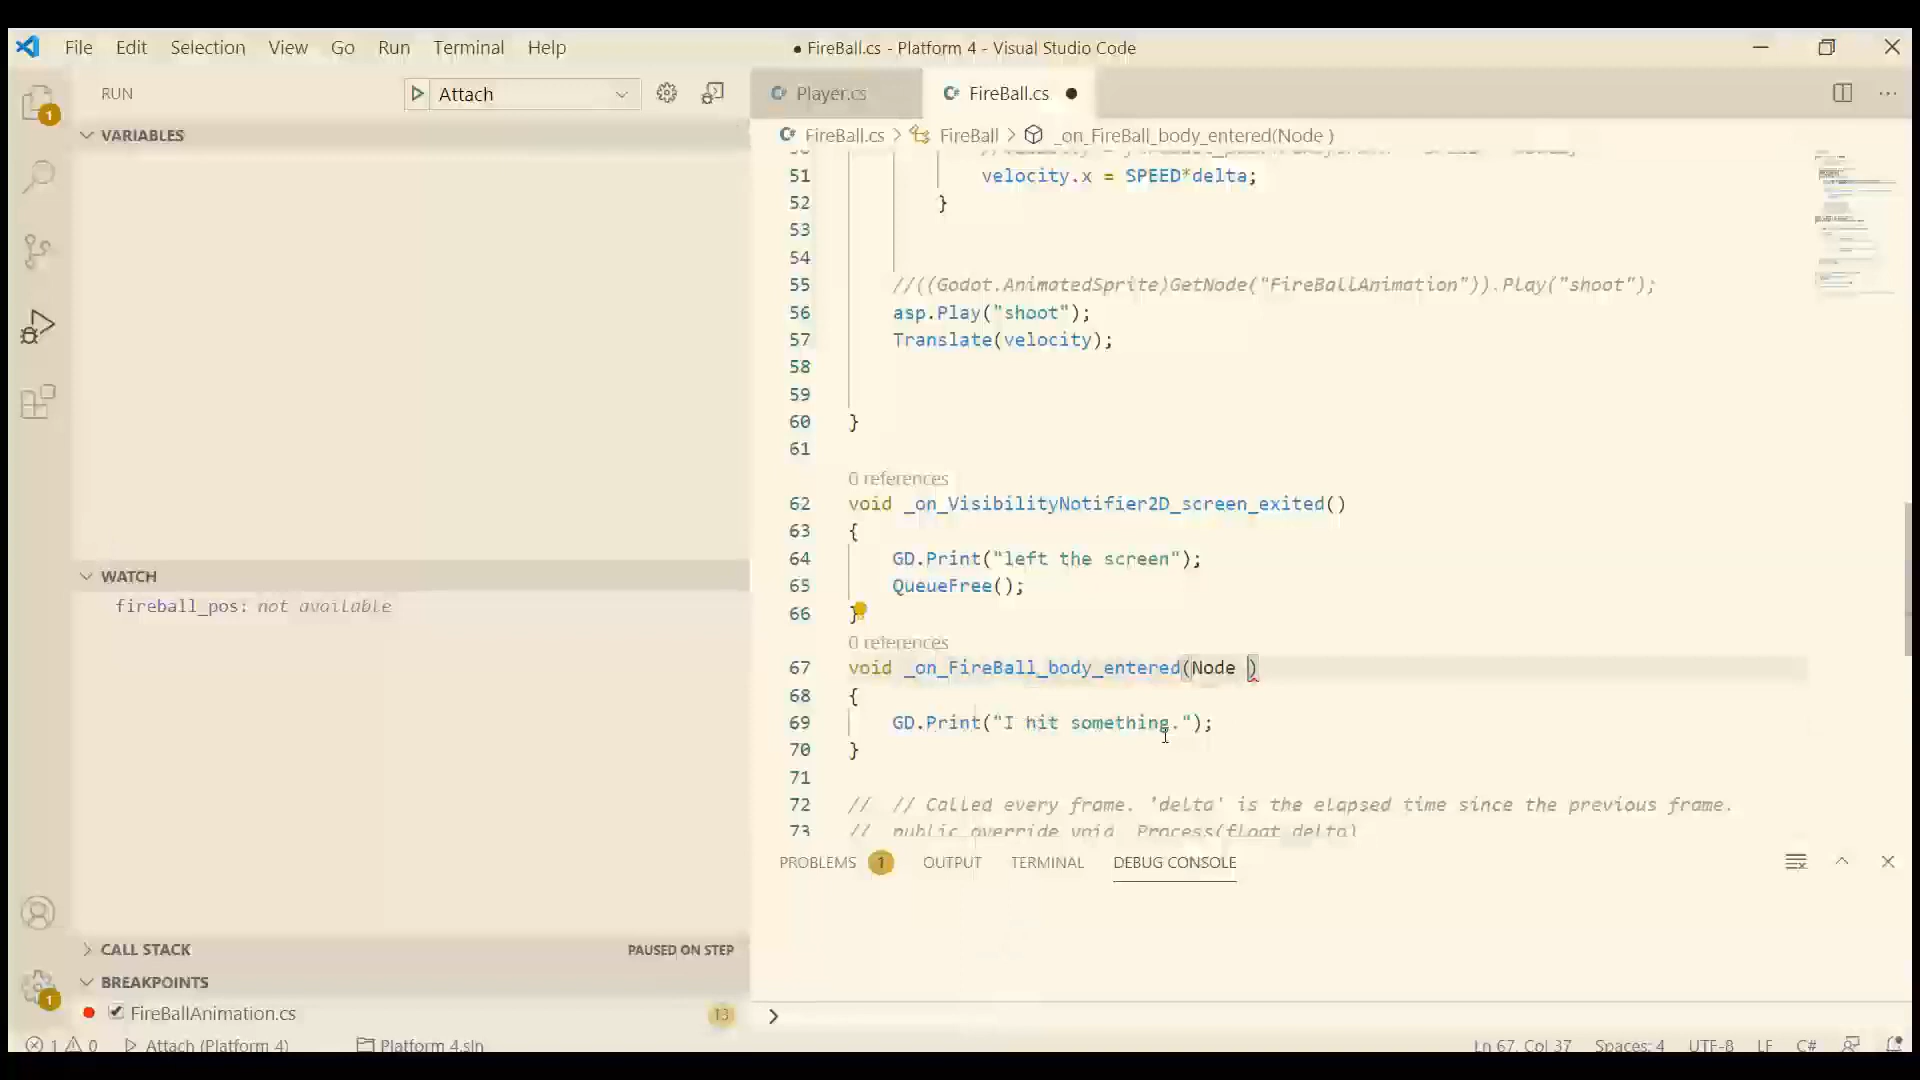 File Edit Selection View Go Run Terminal Help
● FireBall.cs - Platform 4 - Visual Studio Code
1
RUN
Attach
Player.cs
FireBall.cs
VARIABLES
FireBall.cs > FireBall > _on_FireBall_body_entered(Node )
51 velocity.x = SPEED*delta;
52 }
53
54
55 //((Godot.AnimatedSprite)GetNode("FireBallAnimation")).Play("shoot");
56 asp.Play("shoot");
57 Translate(velocity);
58
59
60 }
61
0 references
62 void _on_VisibilityNotifier2D_screen_exited()
63 {
64 GD.Print("left the screen");
65 QueueFree();
66 }
0 references
67 void _on_FireBall_body_entered(Node )
68 {
69 GD.Print("I hit something.");
70 }
71
72 // // Called every frame. 'delta' is the elapsed time since the previous frame.
73 // public override void _Process(float delta)
WATCH
fireball_pos: not available
PROBLEMS 1 OUTPUT TERMINAL DEBUG CONSOLE
CALL STACK PAUSED ON STEP
BREAKPOINTS
1
FireBallAnimation.cs 13
>
1 0 Attach (Platform 4) Platform 4.sln
Ln 67, Col 37 Spaces: 4 UTF-8 LF C#